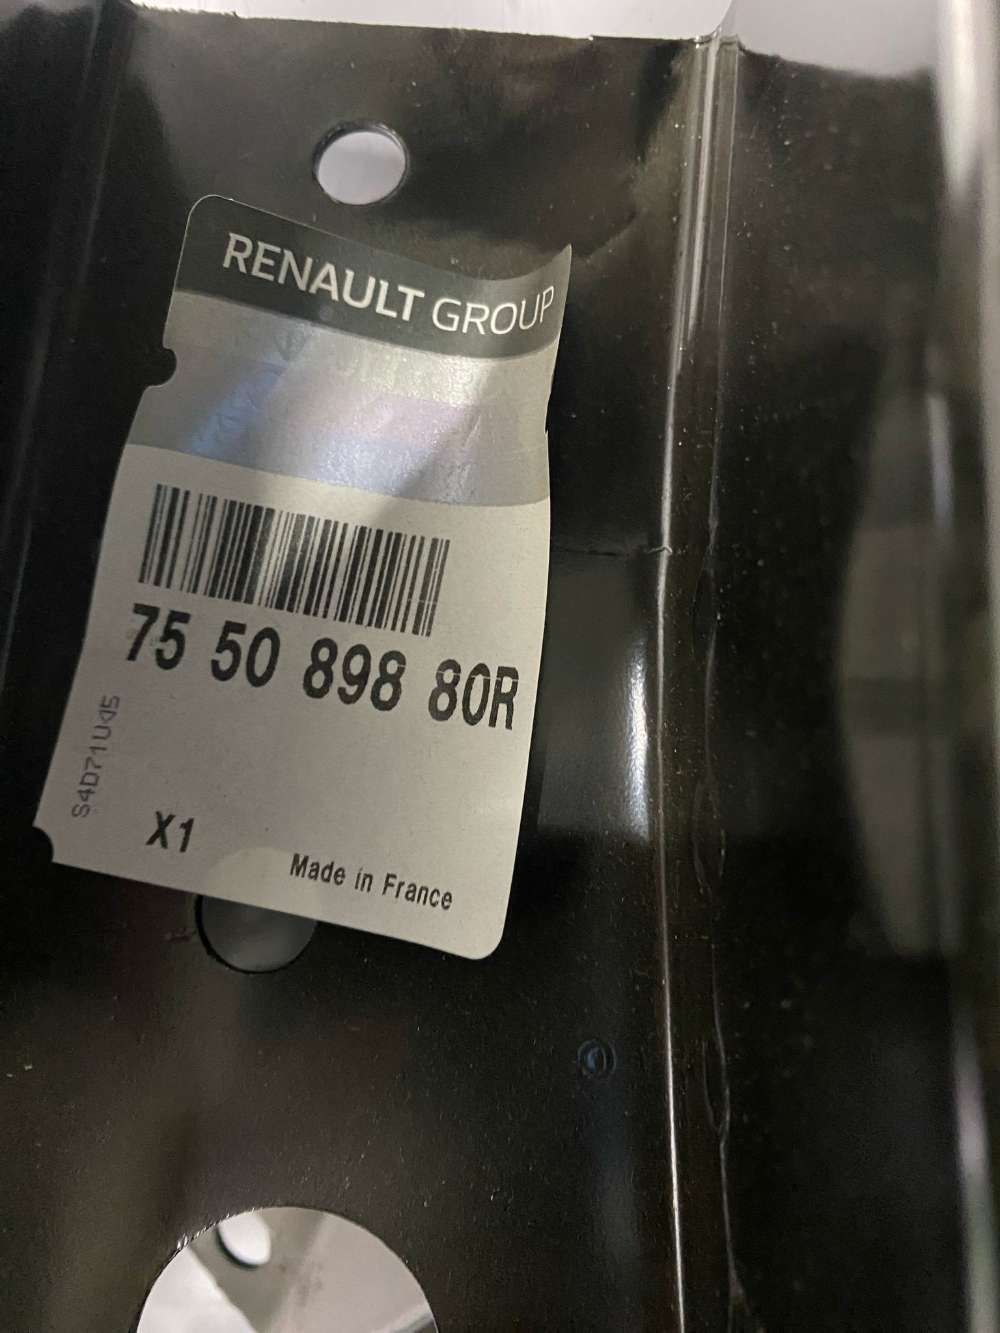 RENAULT GROUP
75 50 898 80R
S4D71U45
X1
Made in France